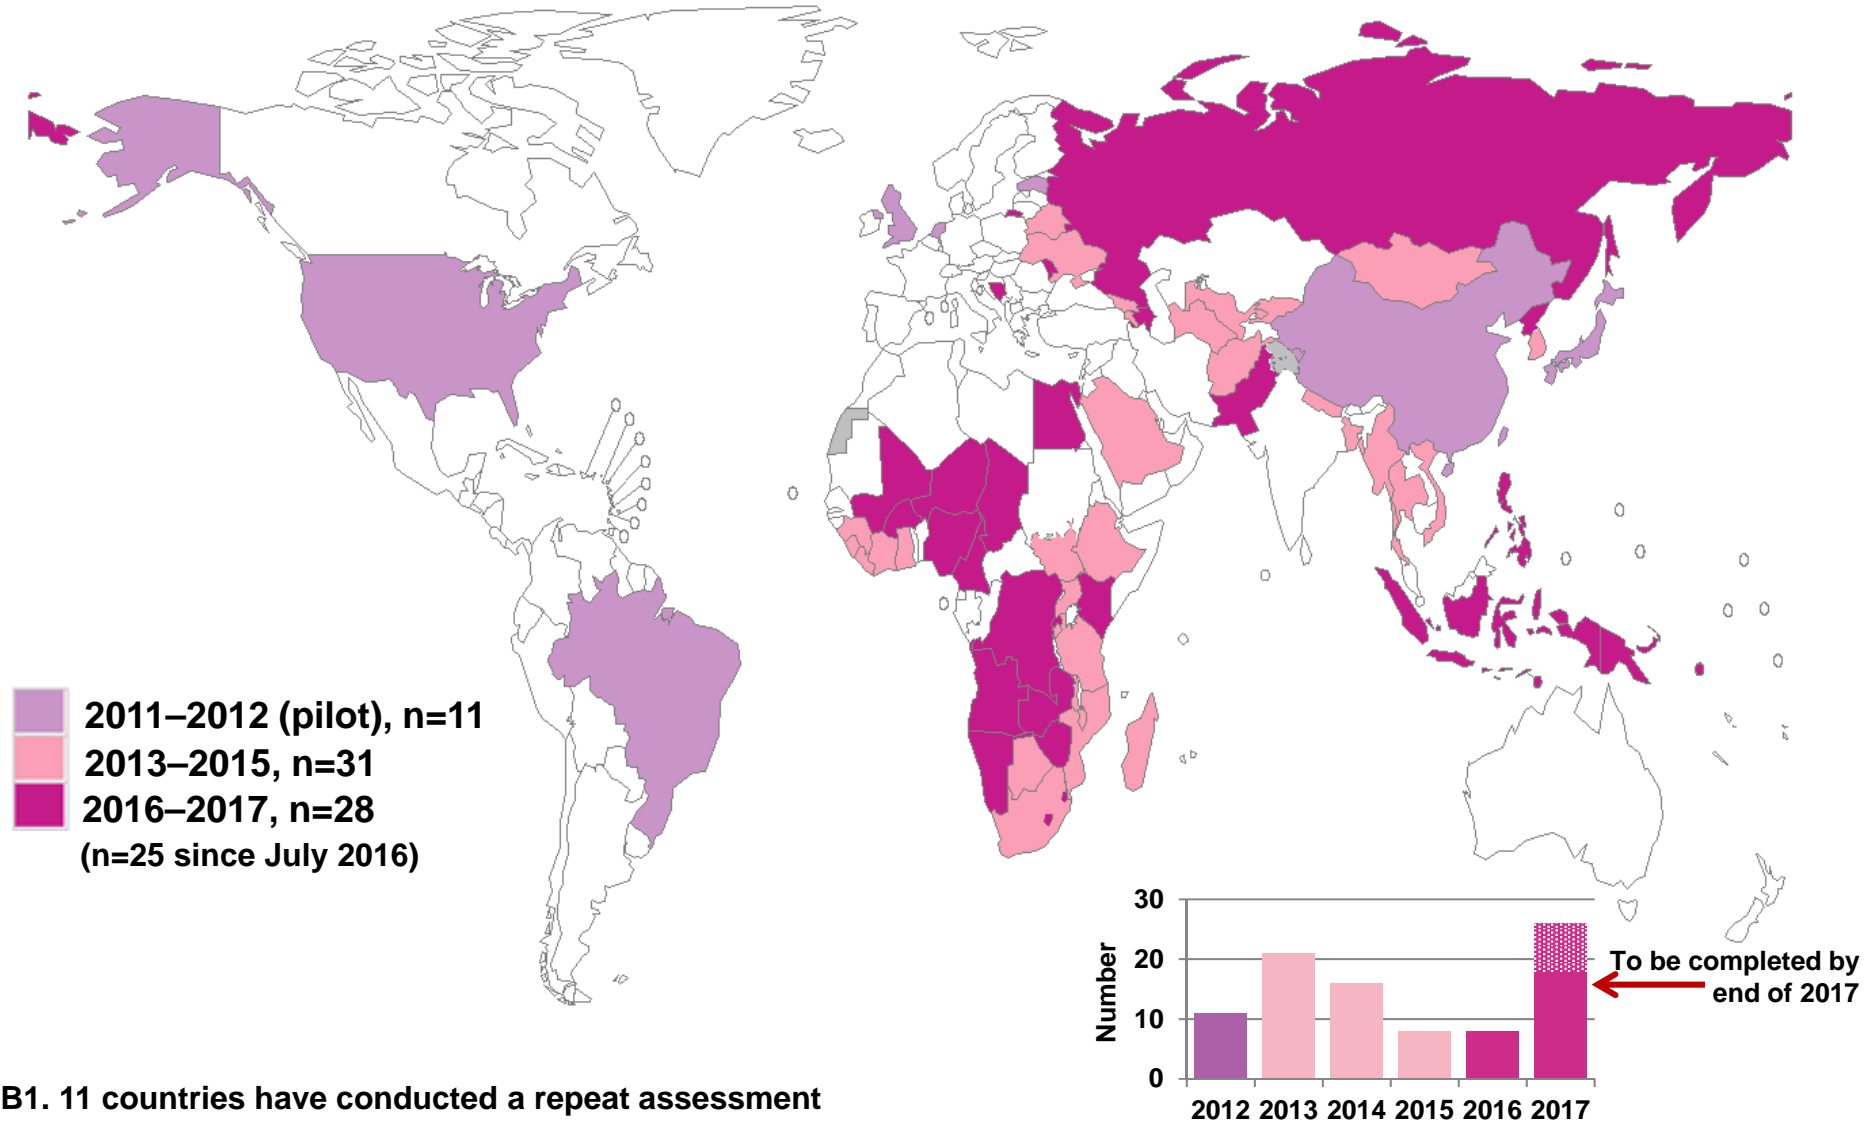 2011–2012 (pilot), n=11
2013–2015, n=31
2016–2017, n=28
(n=25 since July 2016)
30
20
10
0
Number
To be completed by
end of 2017
2012 2013 2014 2015 2016 2017
B1. 11 countries have conducted a repeat assessment